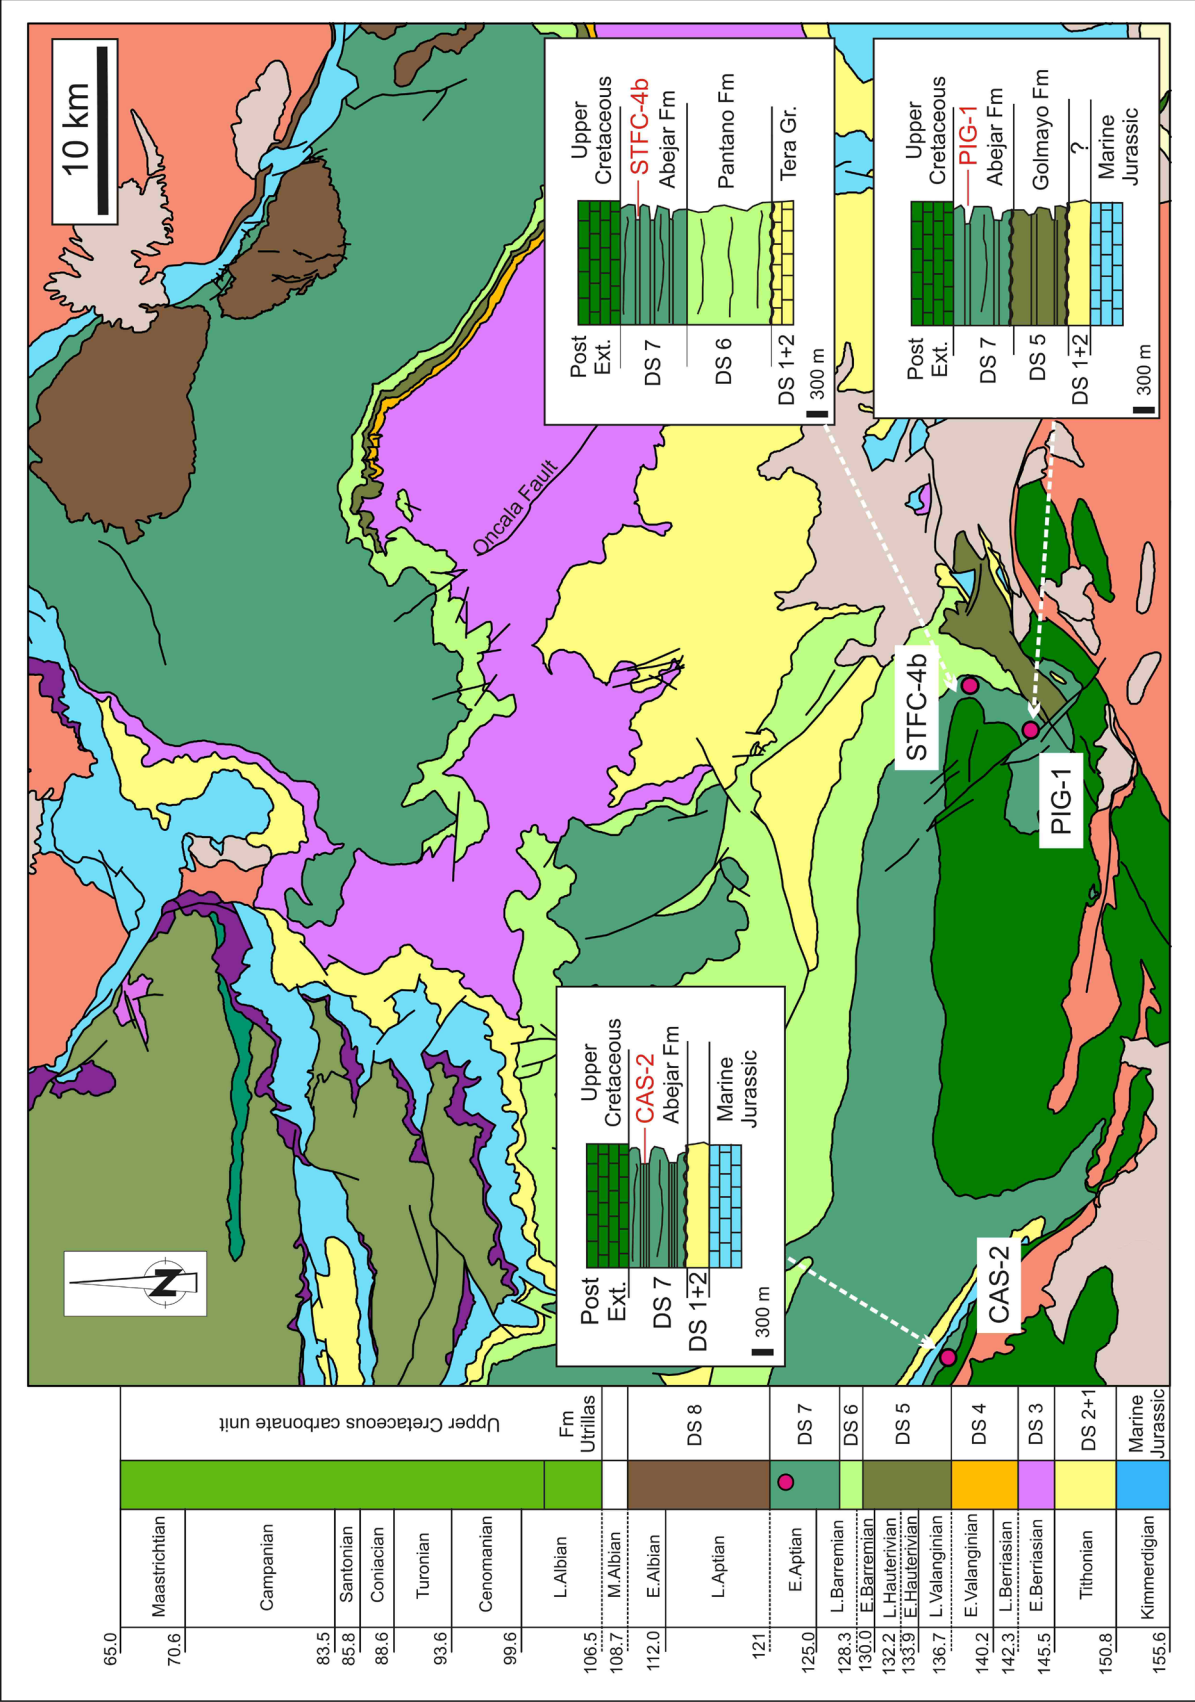 10 km
N
Oncala Fault
Upper
Cretaceous
STFC-4b
Abejar Fm
Pantano Fm
Tera Gr.
Post
Ext.
DS 7
DS 6
DS 1+2
300 m
Upper
Cretaceous
PIG-1
Abejar Fm
Golmayo Fm
?
Marine
Jurassic
Post
Ext.
DS 7
DS 5
DS 1+2
300 m
Upper
Cretaceous
CAS-2
Abejar Fm
Marine
Jurassic
Post
Ext.
DS 7
DS 1+2
300 m
STFC-4b
PIG-1
CAS-2
Upper Cretaceous carbonate unit
Fm
Utrillas
DS 8
DS 7
DS 6
DS 5
DS 4
DS 3
DS 2+1
Marine
Jurassic
Maastrichtian
Campanian
Santonian
Coniacian
Turonian
Cenomanian
L.Albian
M.Albian
E.Albian
L.Aptian
E.Aptian
L.Barremian
E.Barremian
L.Hauterivian
E.Hauterivian
L.Valanginian
E.Valanginian
L.Berriasian
E.Berriasian
Tithonian
Kimmerdigian
65.0
70.6
83.5
85.8
88.6
93.6
99.6
106.5
108.7
112.0
121
125.0
128.3
130.0
132.2
133.9
136.7
140.2
142.3
145.5
150.8
155.6